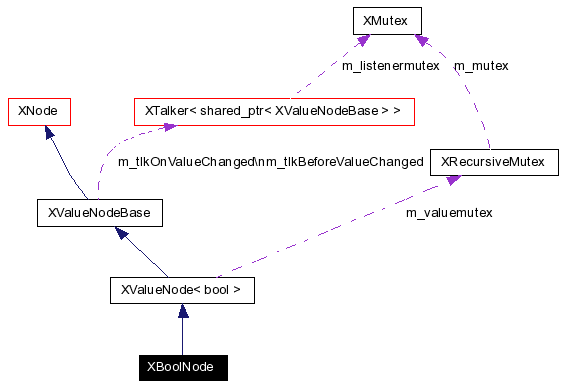 XMutex
m_listenermutex
m_mutex
XNode
XTalker< shared_ptr< XValueNodeBase > >
m_tlkOnValueChanged\nm_tlkBeforeValueChanged
XRecursiveMutex
XValueNodeBase
m_valuemutex
XValueNode< bool >
XBoolNode